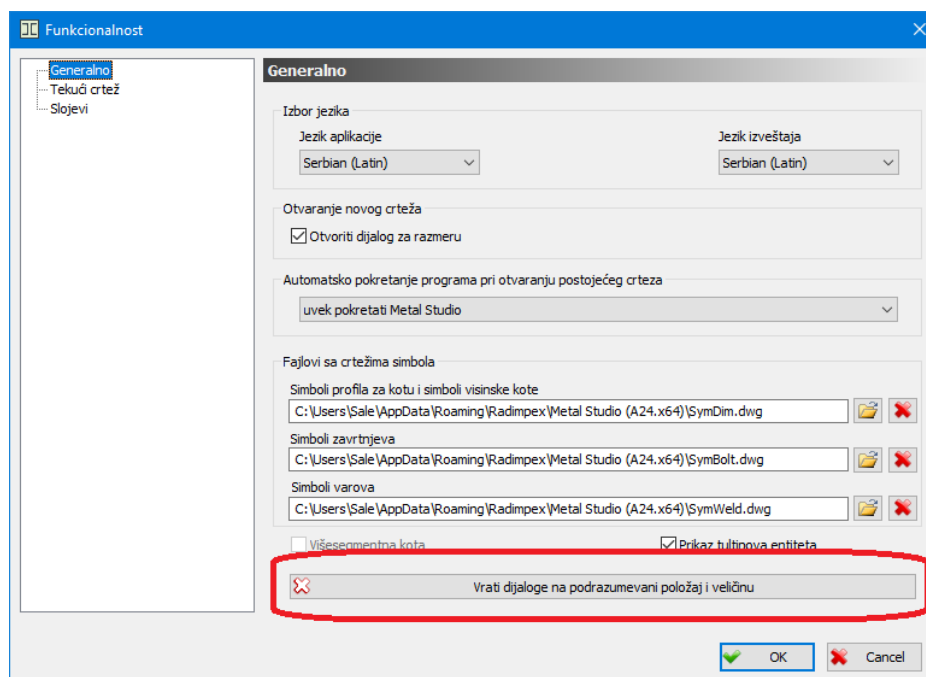 Funkcionalnost
Generalno
Tekući crtež
Slojevi
Generalno
Izbor jezika
Jezik aplikacije
Jezik izveštaja
Serbian (Latin)
Serbian (Latin)
Otvaranje novog crteža
Otvoriti dijalog za razmeru
Automatsko pokretanje programa pri otvaranju postojećeg crteza
uvek pokretati Metal Studio
Fajlovi sa crtežima simbola
Simboli profila za kotu i simboli visinske kote
C:\Users\Sale\AppData\Roaming\Radimpex\Metal Studio (A24.x64)\SymDim.dwg
Simboli zavrtnjeva
C:\Users\Sale\AppData\Roaming\Radimpex\Metal Studio (A24.x64)\SymBolt.dwg
Simboli varova
C:\Users\Sale\AppData\Roaming\Radimpex\Metal Studio (A24.x64)\SymWeld.dwg
Višesegmentna kota
Prikaz tultipova entiteta
Vrati dijaloge na podrazumevani položaj i veličinu
OK
Cancel